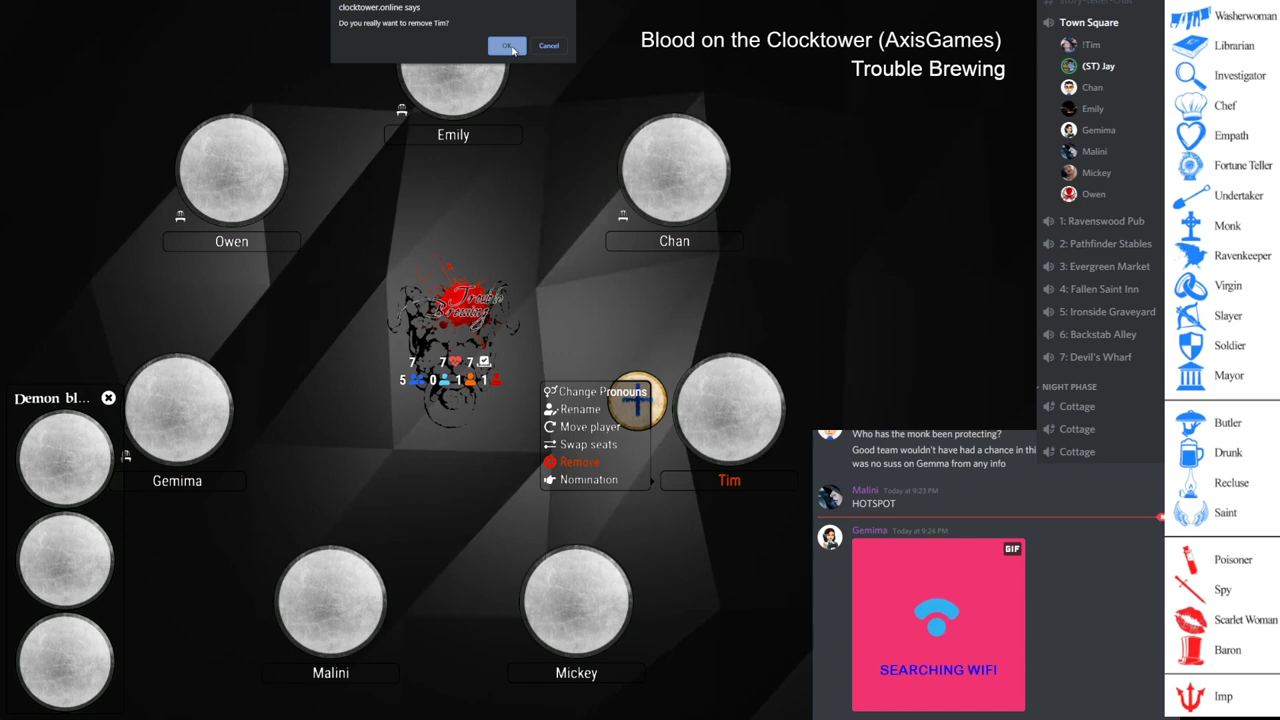 clocktower.online says
Do you really want to remove Tim?
OK
Cancel
Blood on the Clocktower (AxisGames)
Trouble Brewing
Emily
Owen
Chan
Trouble
Brewing
7 7 7
5 0 1 1
Demon bl...
Gemima
Change Pronouns
Rename
Move player
Swap seats
Remove
Nomination
Tim
Malini
Mickey
Town Square
!Tim
(ST) Jay
Chan
Emily
Gemima
Malini
Mickey
Owen
1: Ravenswood Pub
2: Pathfinder Stables
3: Evergreen Market
4: Fallen Saint Inn
5: Ironside Graveyard
6: Backstab Alley
7: Devil's Wharf
NIGHT PHASE
Cottage
Cottage
Cottage
Who has the monk been protecting?
Good team wouldn't have had a chance in thi
was no suss on Gemma from any info
Malini Today at 9:23 PM
HOTSPOT
Gemima Today at 9:24 PM
GIF
SEARCHING WIFI
Washerwoman
Librarian
Investigator
Chef
Empath
Fortune Teller
Undertaker
Monk
Ravenkeeper
Virgin
Slayer
Soldier
Mayor
Butler
Drunk
Recluse
Saint
Poisoner
Spy
Scarlet Woman
Baron
Imp